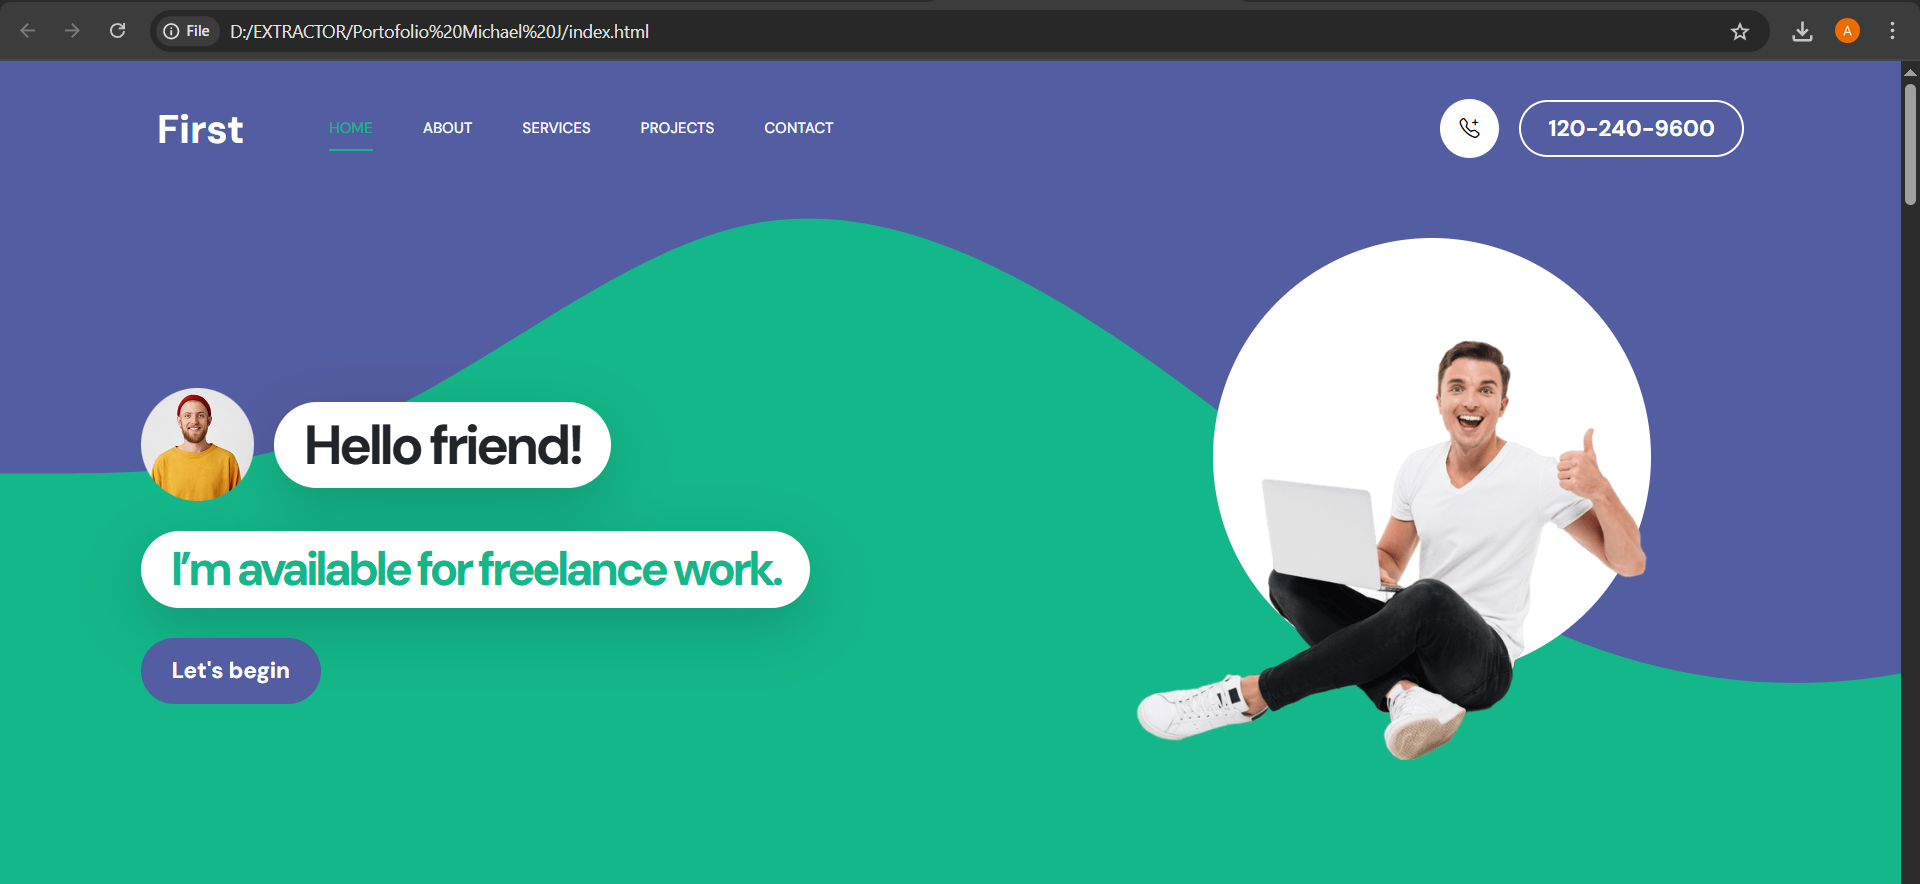 File D:/EXTRACTOR/Portofolio%20Michael%20J/index.html A
First HOME ABOUT SERVICES PROJECTS CONTACT 120-240-9600
Hello friend!
I'm available for freelance work.
Let's begin